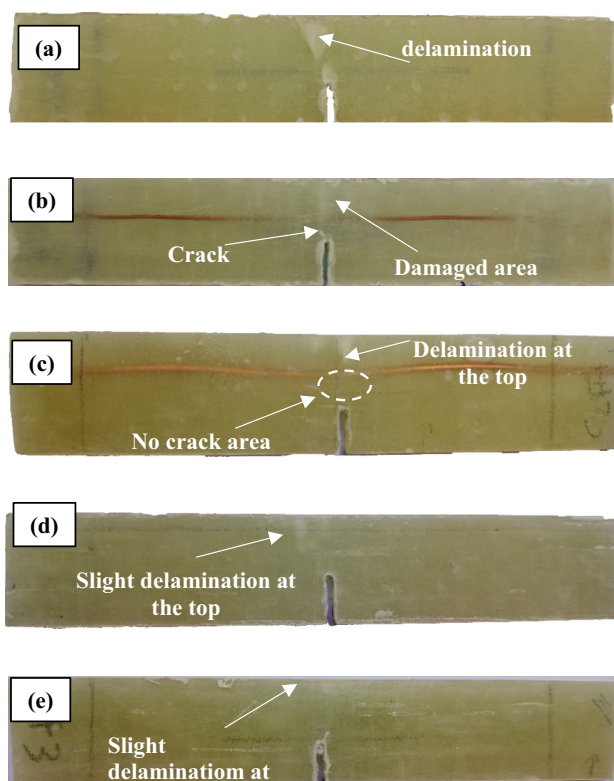 (a)
delamination
(b)
Crack
Damaged area
(c)
Delamination at
the top
No crack area
(d)
Slight delamination at
the top
(e)
Slight
delaminatiom at